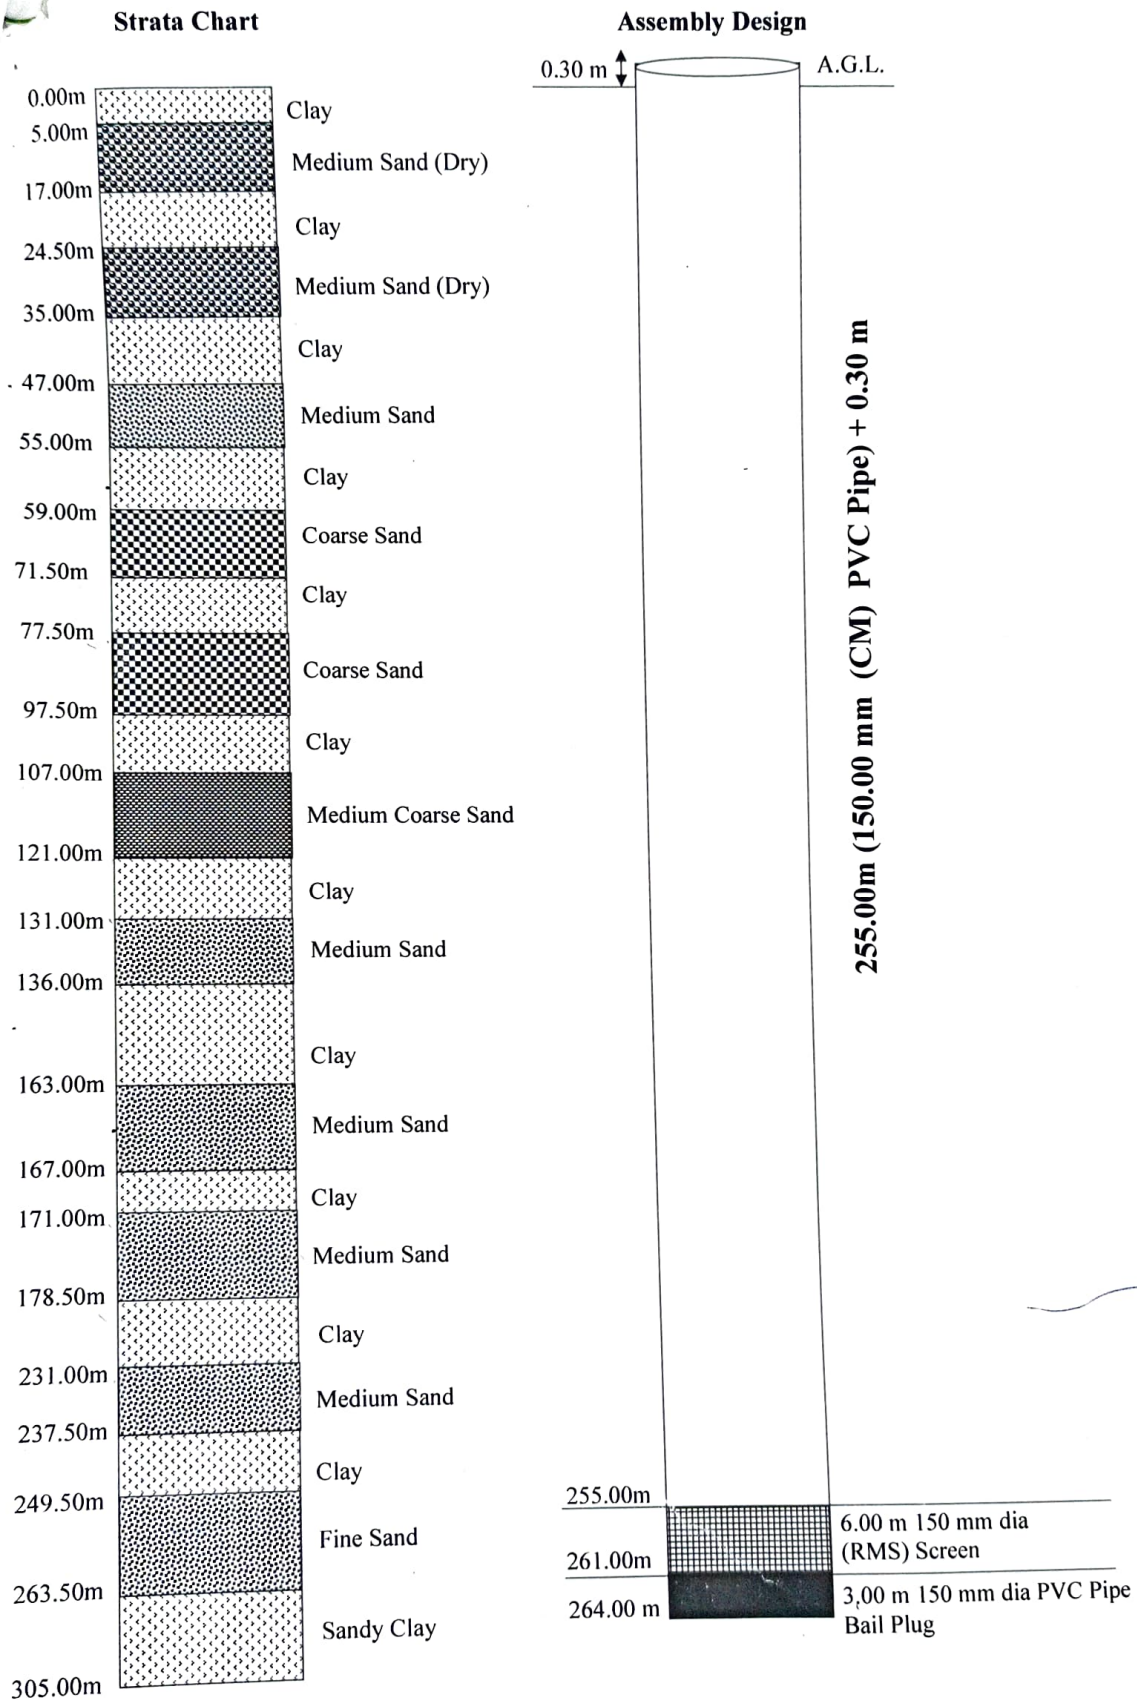 Strata Chart
Assembly Design
0.30 m
A.G.L.
0.00m
Clay
5.00m
Medium Sand (Dry)
17.00m
Clay
24.50m
Medium Sand (Dry)
35.00m
Clay
47.00m
Medium Sand
55.00m
Clay
59.00m
Coarse Sand
71.50m
Clay
77.50m
Coarse Sand
97.50m
Clay
107.00m
Medium Coarse Sand
121.00m
Clay
131.00m
Medium Sand
136.00m
Clay
163.00m
Medium Sand
167.00m
Clay
171.00m
Medium Sand
178.50m
Clay
231.00m
Medium Sand
237.50m
Clay
249.50m
Fine Sand
263.50m
Sandy Clay
305.00m
255.00m (150.00 mm (CM) PVC Pipe) + 0.30 m
255.00m
6.00 m 150 mm dia
(RMS) Screen
261.00m
3,00 m 150 mm dia PVC Pipe
Bail Plug
264.00 m